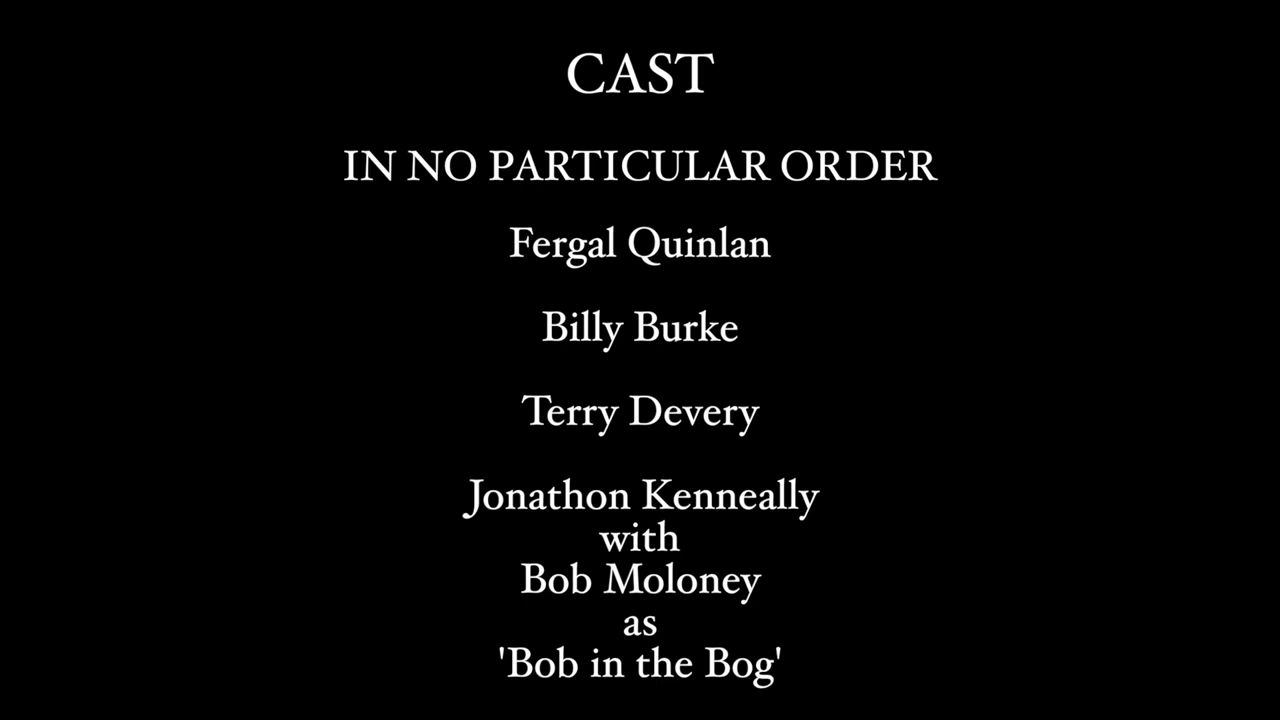 CAST
IN NO PARTICULAR ORDER
Fergal Quinlan
Billy Burke
Terry Devery
Jonathon Kenneally
with
Bob Moloney
as
'Bob in the Bog'